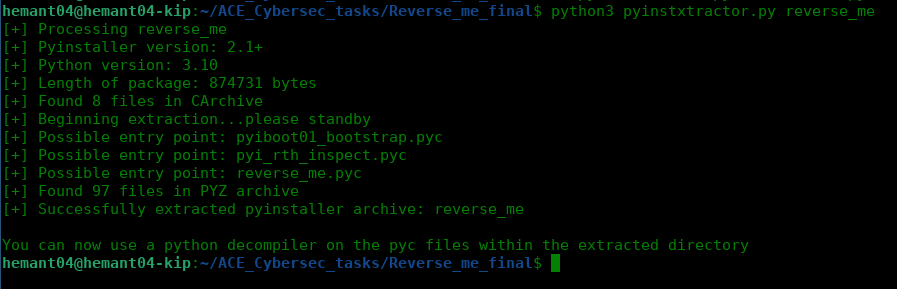 hemant04@hemant04-kip:~/ACE_Cybersec_tasks/Reverse_me_final$ python3 pyinstxtractor.py reverse_me
[+] Processing reverse_me
[+] Pyinstaller version: 2.1+
[+] Python version: 3.10
[+] Length of package: 874731 bytes
[+] Found 8 files in CArchive
[+] Beginning extraction...please standby
[+] Possible entry point: pyiboot01_bootstrap.pyc
[+] Possible entry point: pyi_rth_inspect.pyc
[+] Possible entry point: reverse_me.pyc
[+] Found 97 files in PYZ archive
[+] Successfully extracted pyinstaller archive: reverse_me
You can now use a python decompiler on the pyc files within the extracted directory
hemant04@hemant04-kip:~/ACE_Cybersec_tasks/Reverse_me_final$